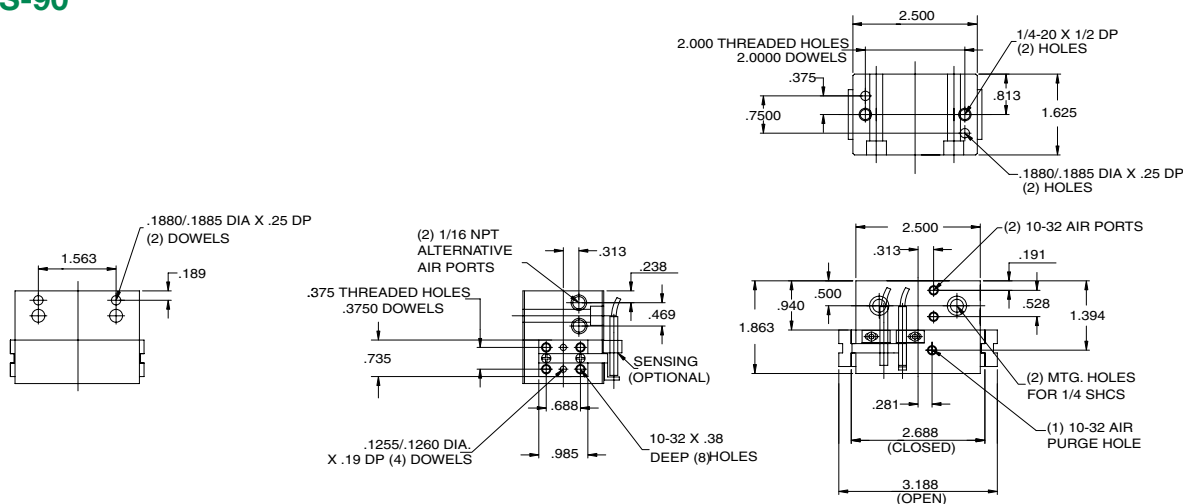 S-90
2.500
2.000 THREADED HOLES
2.0000 DOWELS
1/4-20 X 1/2 DP
(2) HOLES
.375
.7500
.813
1.625
.1880/.1885 DIA X .25 DP
(2) HOLES
.1880/.1885 DIA X .25 DP
(2) DOWELS
1.563
.189
(2) 1/16 NPT
ALTERNATIVE
AIR PORTS
.313
.238
.375 THREADED HOLES
.3750 DOWELS
.469
.735
SENSING
(OPTIONAL)
.688
.985
.1255/.1260 DIA.
X .19 DP (4) DOWELS
10-32 X .38
DEEP (8)HOLES
2.500
(2) 10-32 AIR PORTS
.313
.191
.500
.940
.528
1.863
1.394
(2) MTG. HOLES
FOR 1/4 SHCS
.281
(1) 10-32 AIR
PURGE HOLE
2.688
(CLOSED)
3.188
(OPEN)